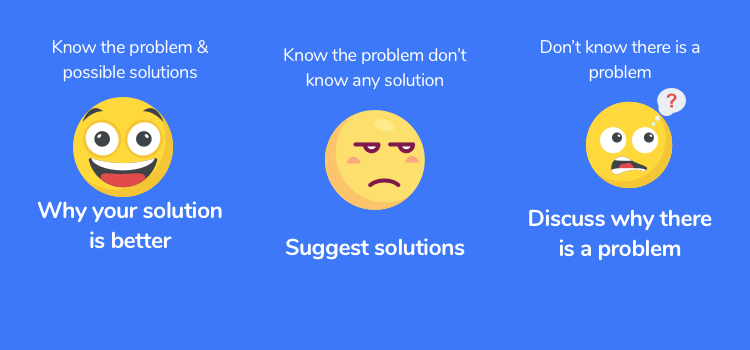 Know the problem &
possible solutions
Why your solution
is better
Know the problem don’t
know any solution
Suggest solutions
Don’t know there is a
problem
?
Discuss why there
is a problem